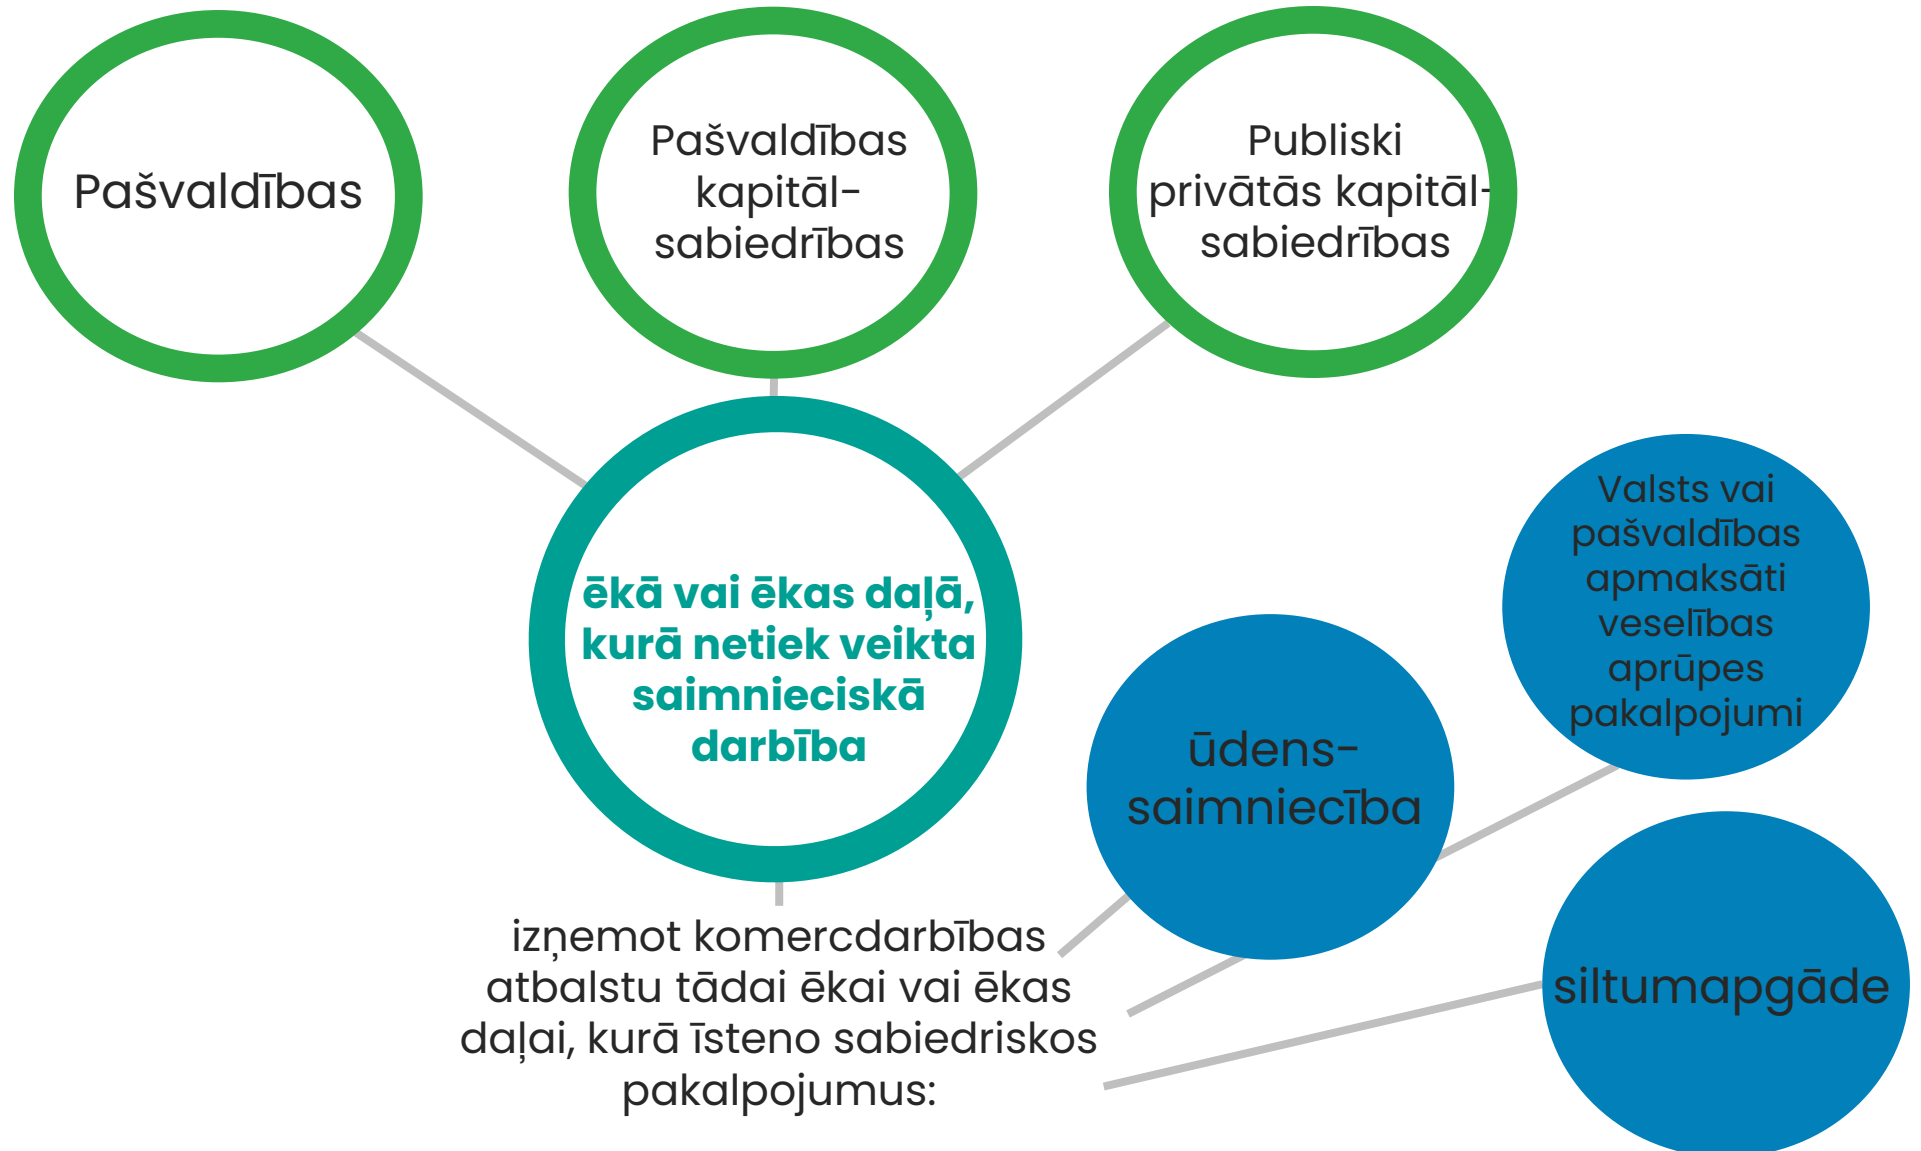 Pašvaldības
Pašvaldības
kapitāl-
sabiedrības
Publiski
privātās kapitāl-
sabiedrības
ēkā vai ēkas daļā,
kurā netiek veikta
saimnieciskā
darbība
Valsts vai
pašvaldības
apmaksāti
veselības
aprūpes
pakalpojumi
ūdens-
saimniecība
siltumapgāde
izņemot komercdarbības
atbalstu tādai ēkai vai ēkas
daļai, kurā īsteno sabiedriskos
pakalpojumus: